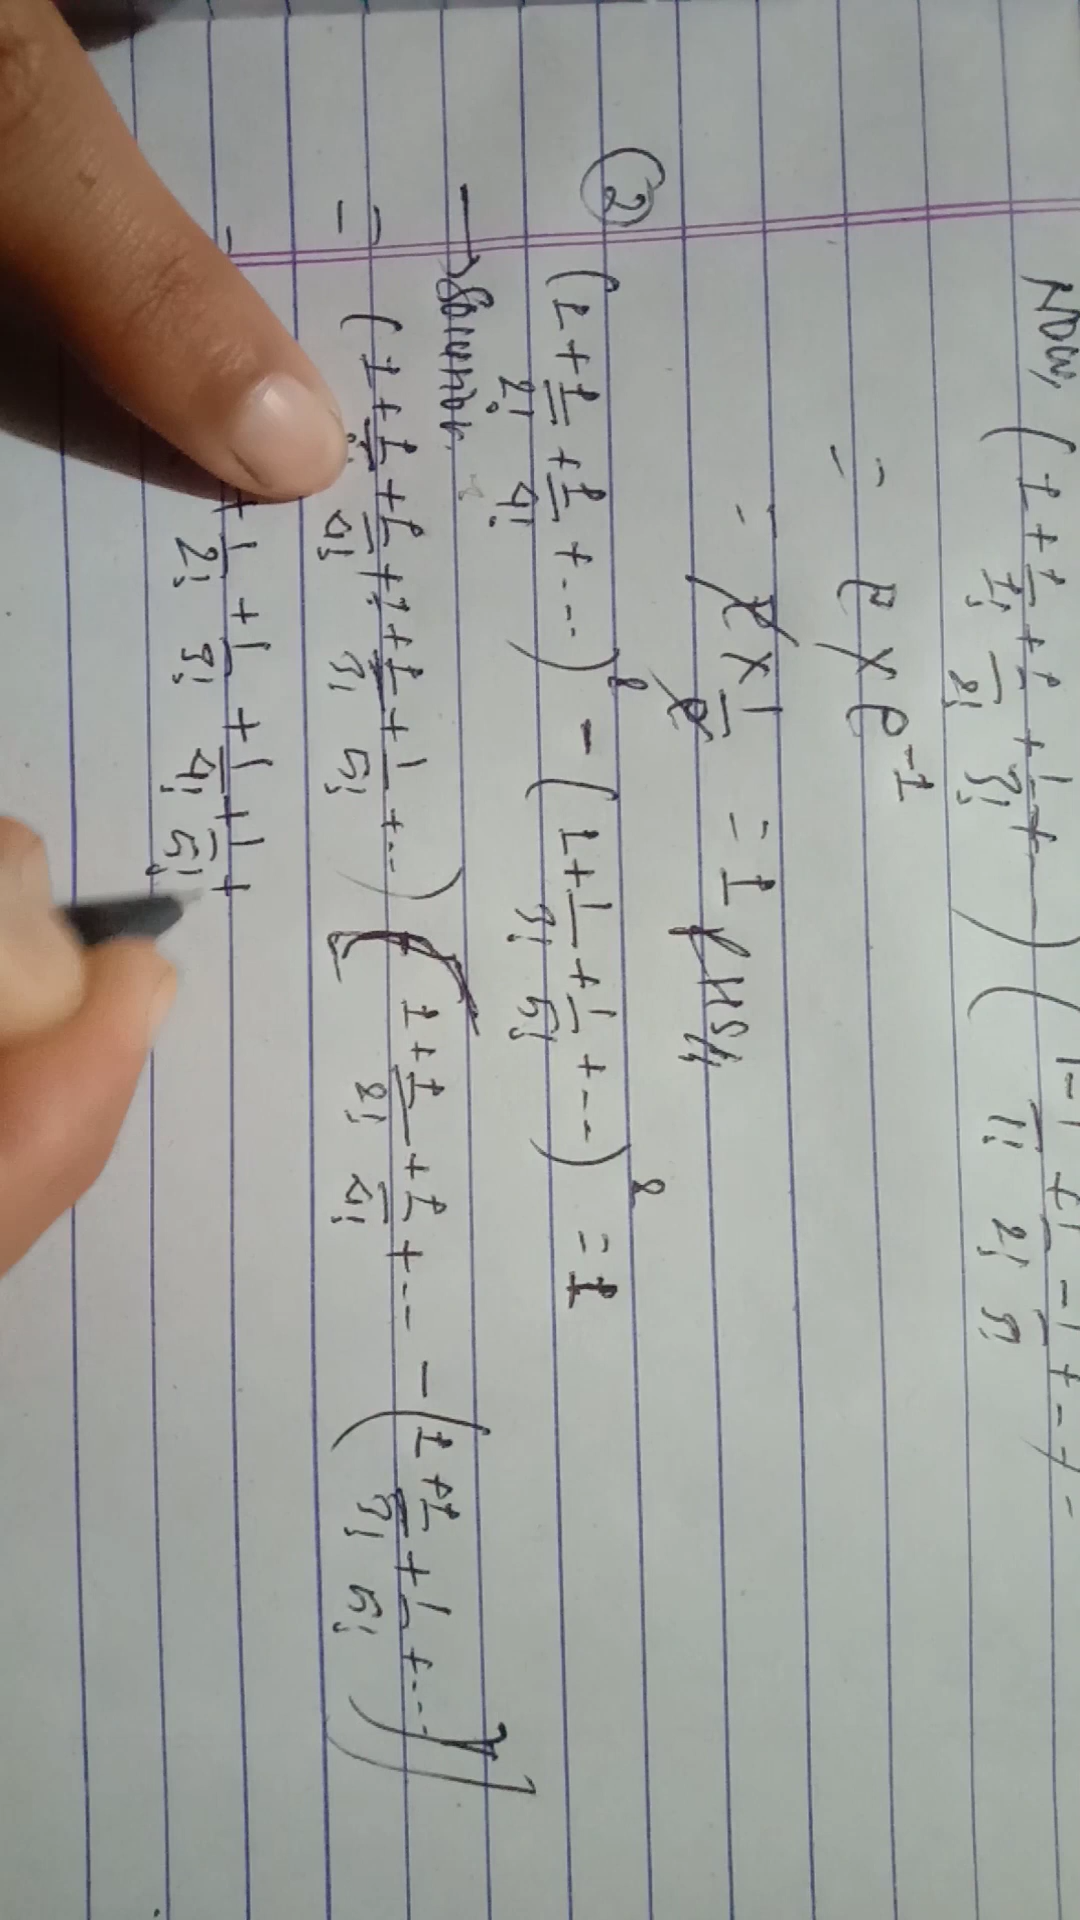 Now, (1 + 1/1! + 1/2! + 1/3! + --) (1 - 1/1! + 1/2! - 1/3! + --) =
= e × e⁻¹
= e × 1/e = 1 RHS//
② (1 + 1/2! + 1/4! + ...)² - (1 + 1/3! + 1/5! + ...)² = 1
→ Solution,
= (1 + 1/2! + 1/4! + ... + 1 + 1/3! + 1/5! + ...) [1 + 1/2! + 1/4! + ... - (1 + 1/3! + 1/5! + ...)]
+ 1/2! + 1/3! + 1/4! + 1/5! +